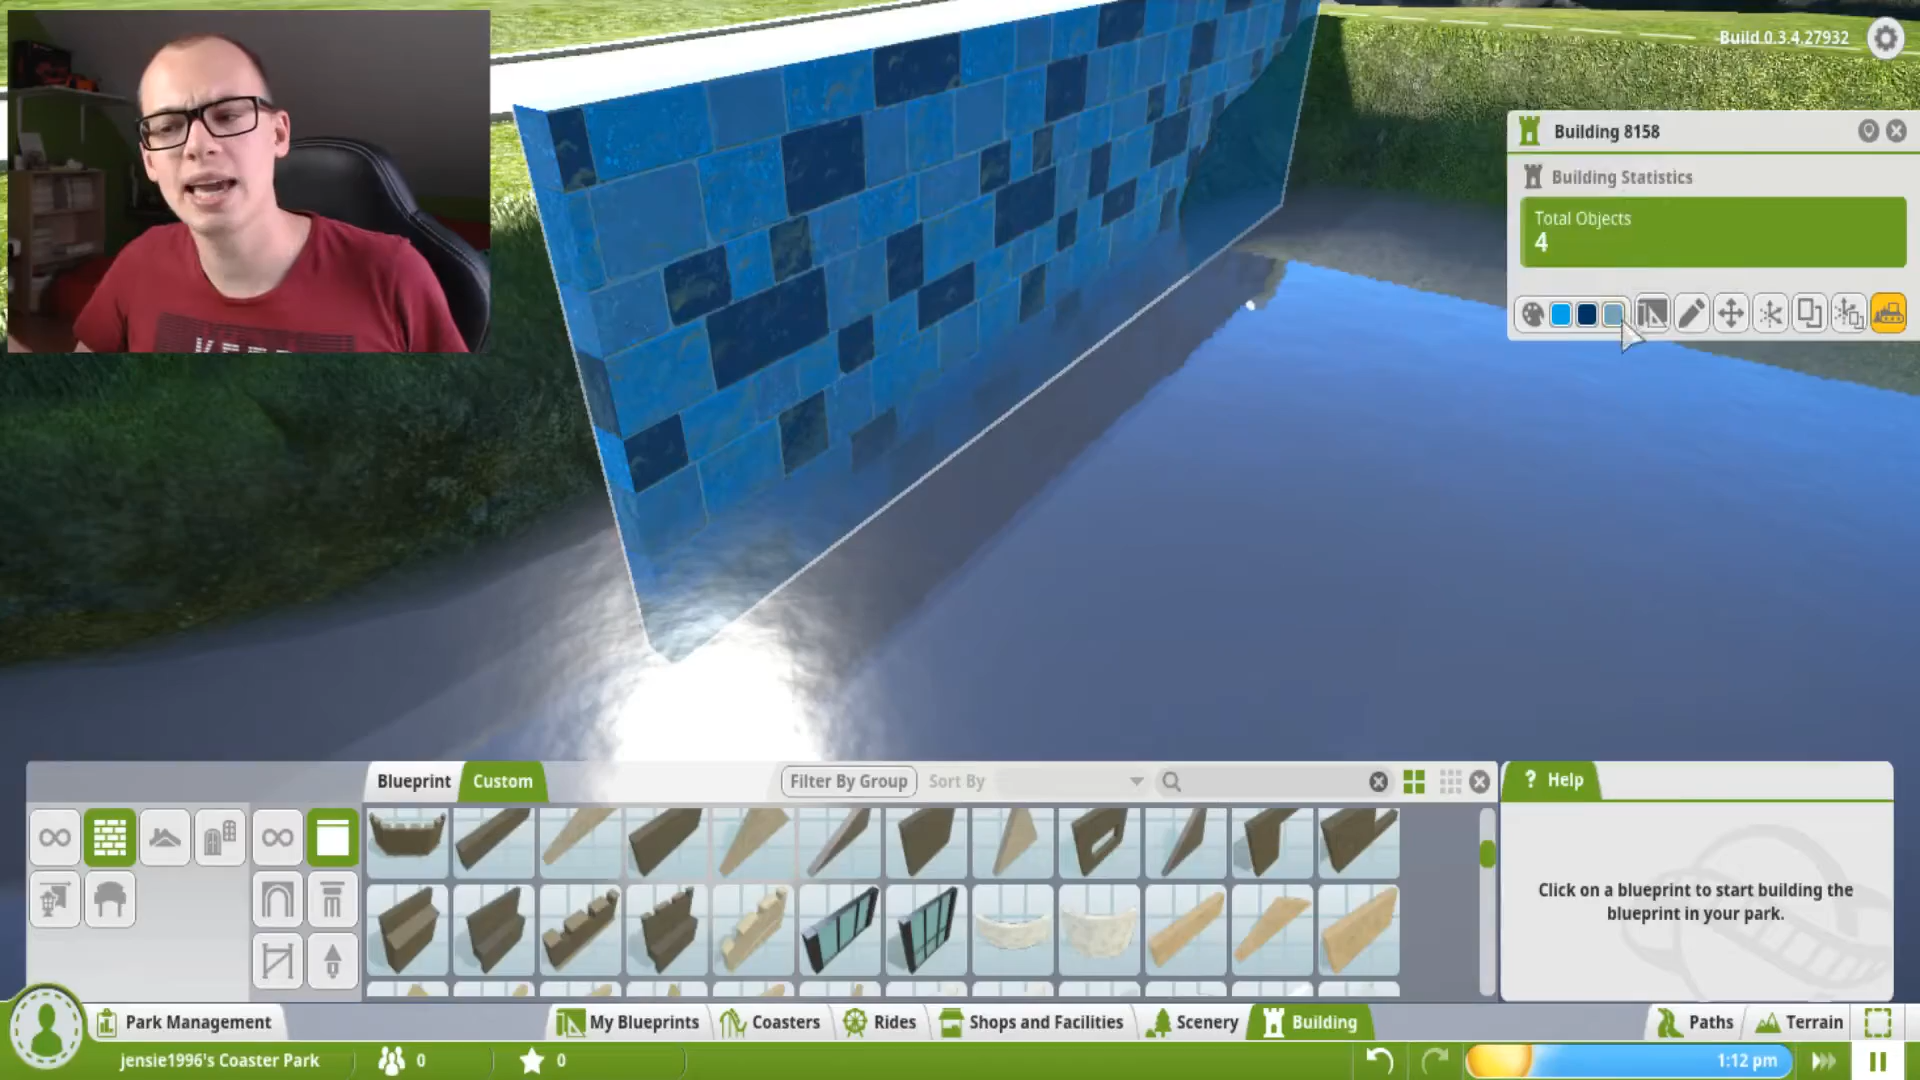 Build 0.3.4.27932
Building 8158
Building Statistics
Total Objects
4
Blueprint
Custom
Filter By Group
Sort By
? Help
Click on a blueprint to start building the
blueprint in your park.
Park Management
My Blueprints
Coasters
Rides
Shops and Facilities
Scenery
Building
Paths
Terrain
jensie1996's Coaster Park
0
0
1:12 pm